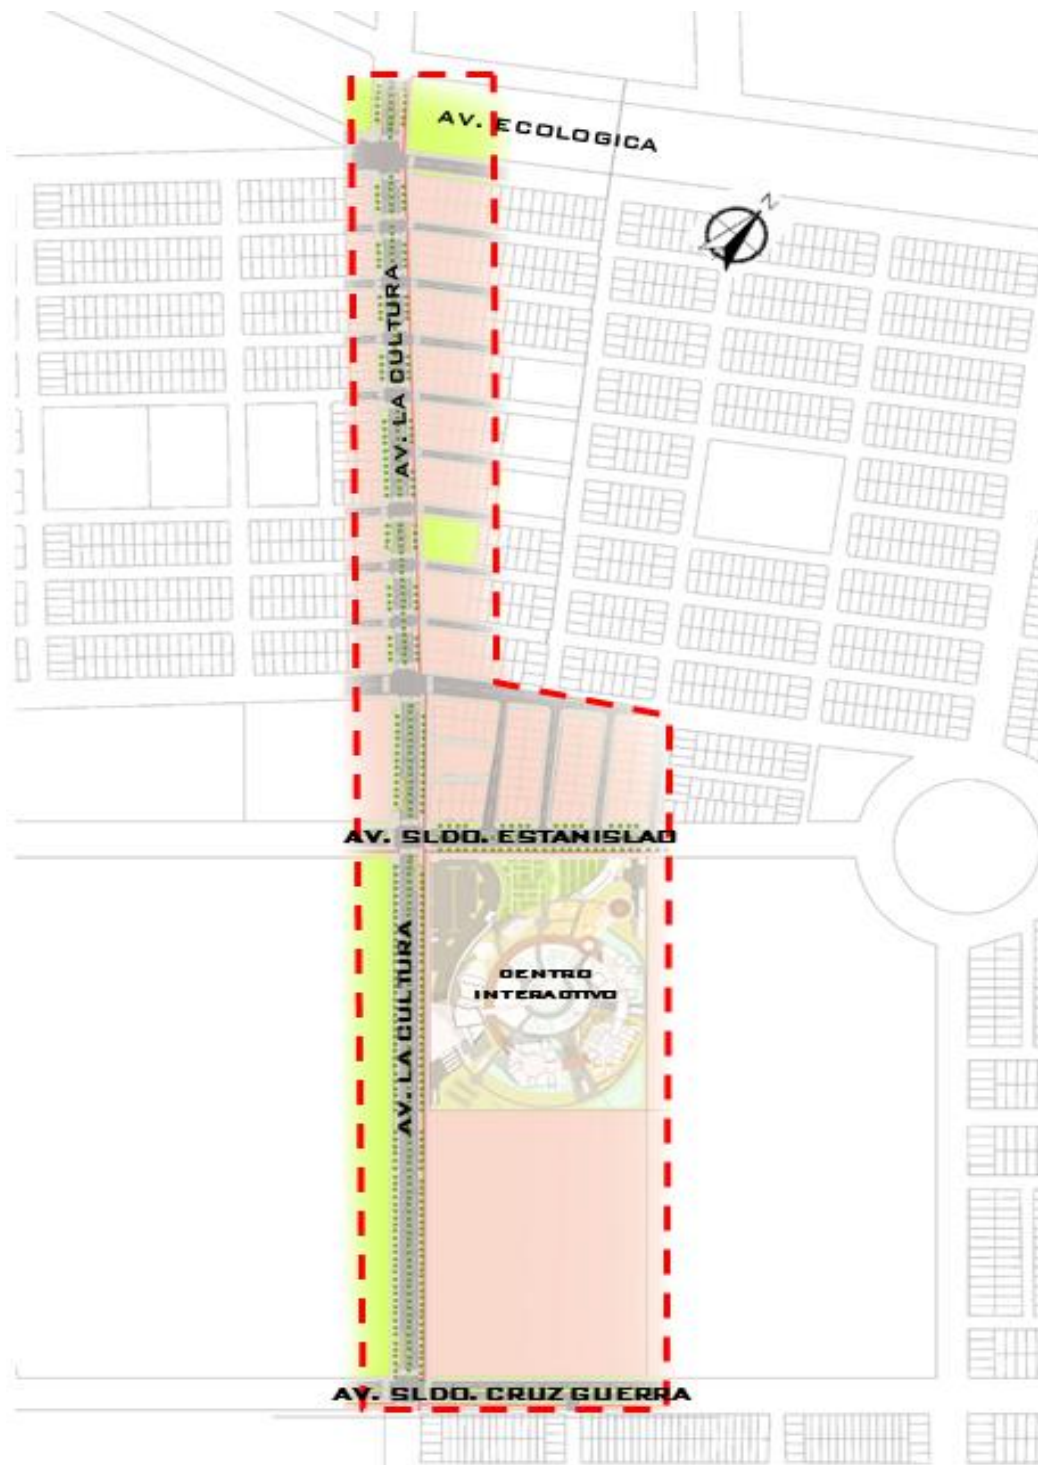 AV. ECOLOGICA
N
AV. LA CULTURA
AV. SLDO. ESTANISLAO
CENTRO
INTERACTIVO
AV. LA CULTURA
AV. SLDO. CRUZ GUERRA